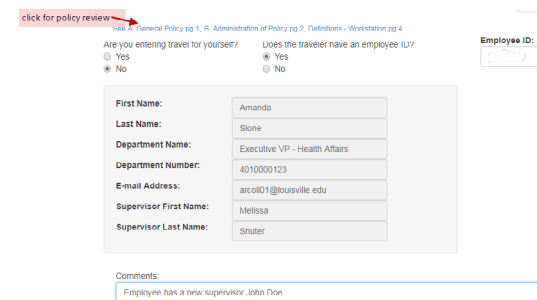 click for policy review
See A. General Policy pg 1, B. Administration of Policy pg 2, Definitions - Workstation pg 4
Are you entering travel for yourself? Does the traveler have an employee ID? Employee ID:
Yes Yes
No No
First Name: Amanda
Last Name: Slone
Department Name: Executive VP - Health Affairs
Department Number: 4010000123
E-mail Address: arcoll01@louisville.edu
Supervisor First Name: Melissa
Supervisor Last Name: Shuter
Comments:
Employee has a new supervisor John Doe